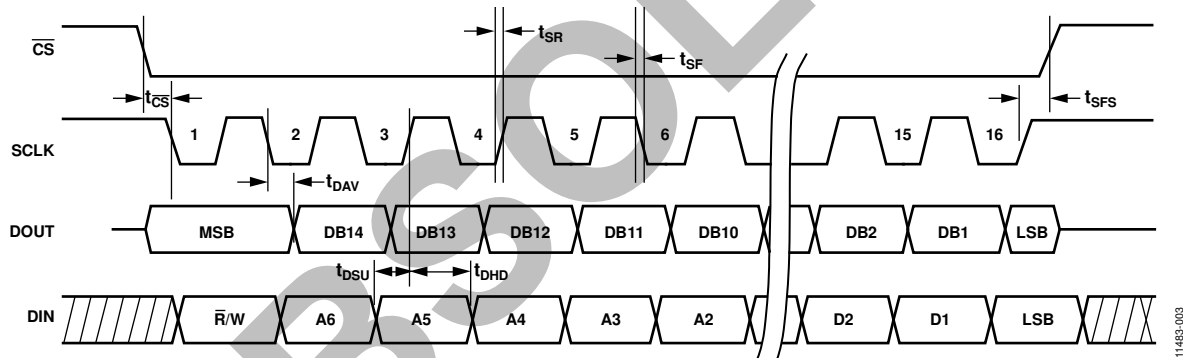 CS
tSR
tSF
tCS
tSFS
SCLK
1 2 3 4 5 6 15 16
tDAV
DOUT
MSB DB14 DB13 DB12 DB11 DB10 DB2 DB1 LSB
tDSU
tDHD
DIN
R/W A6 A5 A4 A3 A2 D2 D1 LSB
11483-003